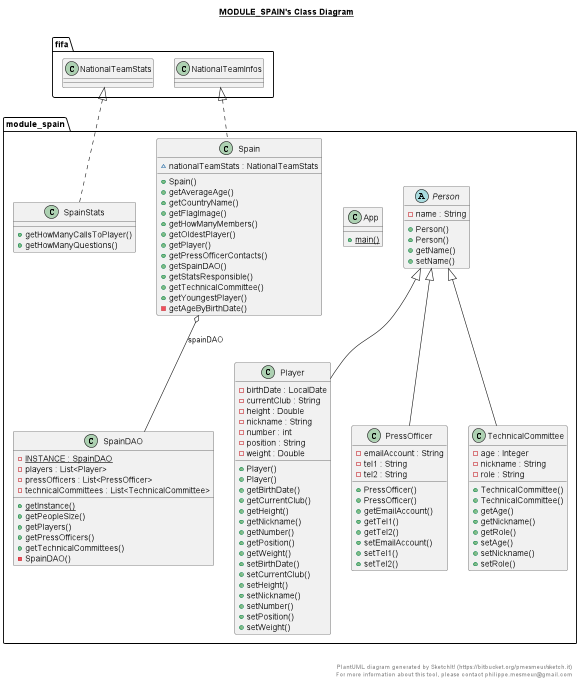 MODULE_SPAIN's Class Diagram
fifa
C NationalTeamStats
C NationalTeamInfos
module_spain
C Spain
nationalTeamStats : NationalTeamStats
Spain()
getAverageAge()
getCountryName()
getFlagImage()
getHowManyMembers()
getOldestPlayer()
getPlayer()
getPressOfficerContacts()
getSpainDAO()
getStatsResponsible()
getTechnicalCommittee()
getYoungestPlayer()
getAgeByBirthDate()
C SpainStats
getHowManyCallsToPlayer()
getHowManyQuestions()
C App
main()
A Person
name : String
Person()
Person()
getName()
setName()
spainDAO
C SpainDAO
INSTANCE : SpainDAO
players : List<Player>
pressOfficers : List<PressOfficer>
technicalCommittees : List<TechnicalCommittee>
getInstance()
getPeopleSize()
getPlayers()
getPressOfficers()
getTechnicalCommittees()
SpainDAO()
C Player
birthDate : LocalDate
currentClub : String
height : Double
nickname : String
number : int
position : String
weight : Double
Player()
Player()
getBirthDate()
getCurrentClub()
getHeight()
getNickname()
getNumber()
getPosition()
getWeight()
setBirthDate()
setCurrentClub()
setHeight()
setNickname()
setNumber()
setPosition()
setWeight()
C PressOfficer
emailAccount : String
tel1 : String
tel2 : String
PressOfficer()
PressOfficer()
getEmailAccount()
getTel1()
getTel2()
setEmailAccount()
setTel1()
setTel2()
C TechnicalCommittee
age : Integer
nickname : String
role : String
TechnicalCommittee()
TechnicalCommittee()
getAge()
getNickname()
getRole()
setAge()
setNickname()
setRole()
PlantUML diagram generated by SketchIt! (https://bitbucket.org/pmesmeur/sketch.it)
For more information about this tool, please contact philippe.mesmeur@gmail.com